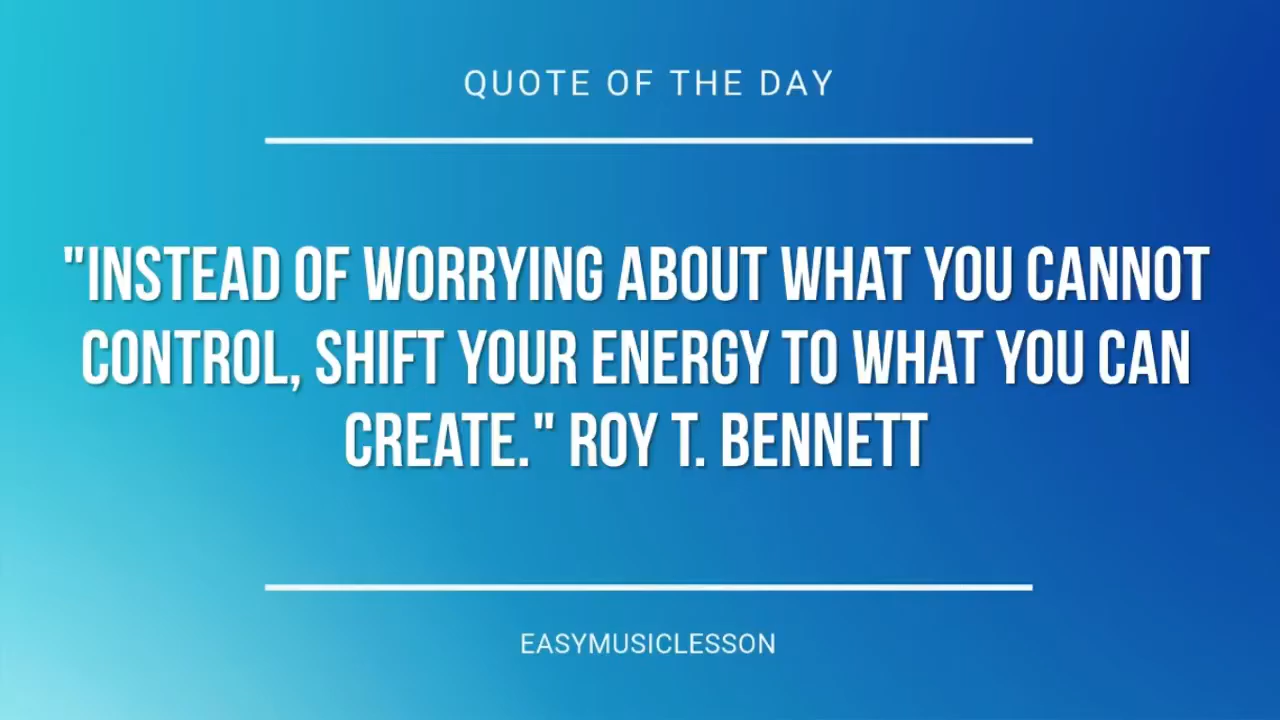 QUOTE OF THE DAY
"INSTEAD OF WORRYING ABOUT WHAT YOU CANNOT
CONTROL, SHIFT YOUR ENERGY TO WHAT YOU CAN
CREATE." ROY T. BENNETT
EASYMUSICLESSON